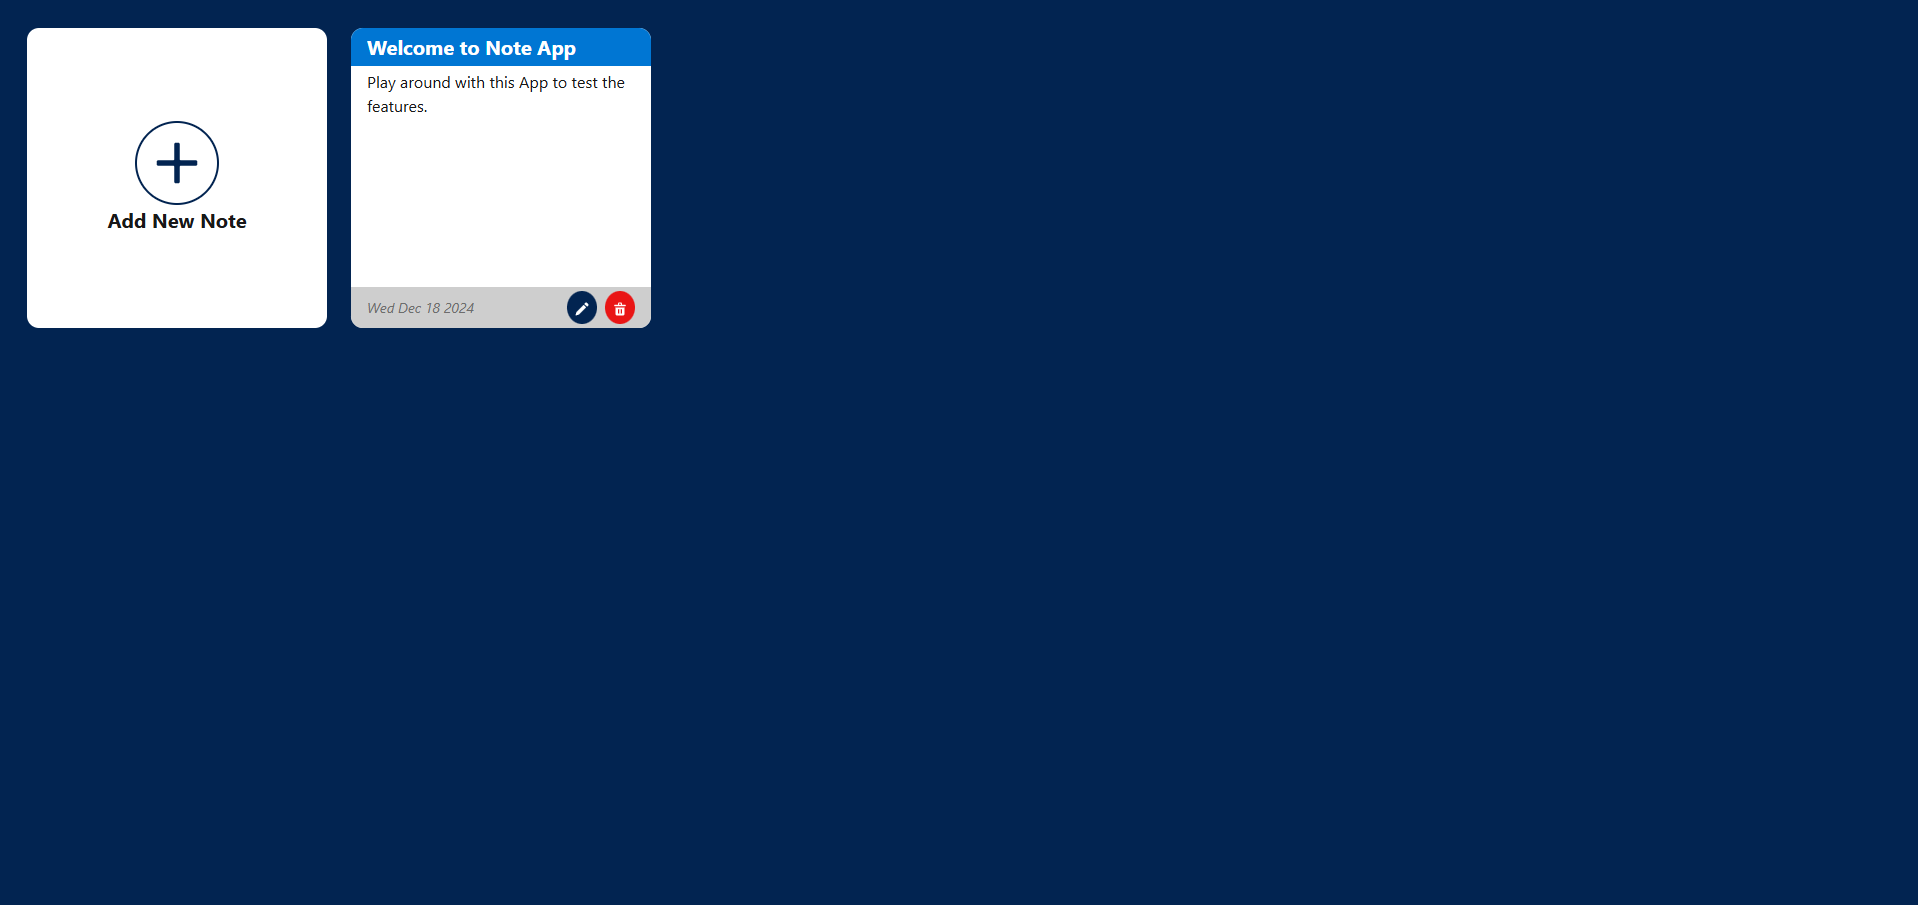 Add New Note
Welcome to Note App
Play around with this App to test the
features.
Wed Dec 18 2024